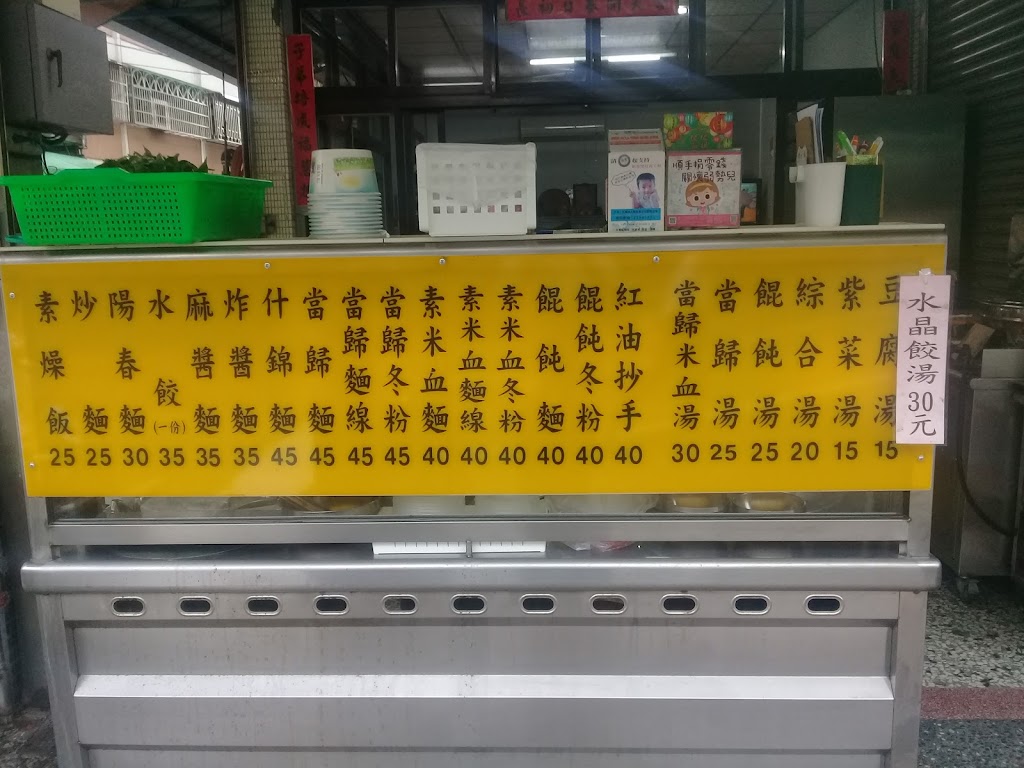 素燥飯 25
炒麵 25
陽春麵 30
水餃(一份) 35
麻醬麵 35
炸醬麵 35
什錦麵 45
當歸麵 45
當歸麵線 45
當歸冬粉 45
素米血麵 40
素米血麵線 40
素米血冬粉 40
餛飩麵 40
餛飩冬粉 40
紅油抄手 40
當歸米血湯 30
當歸湯 25
餛飩湯 25
綜合湯 20
紫菜湯 15
豆腐湯 15
水晶餃湯30元
順手捐零錢
關懷弱勢兒